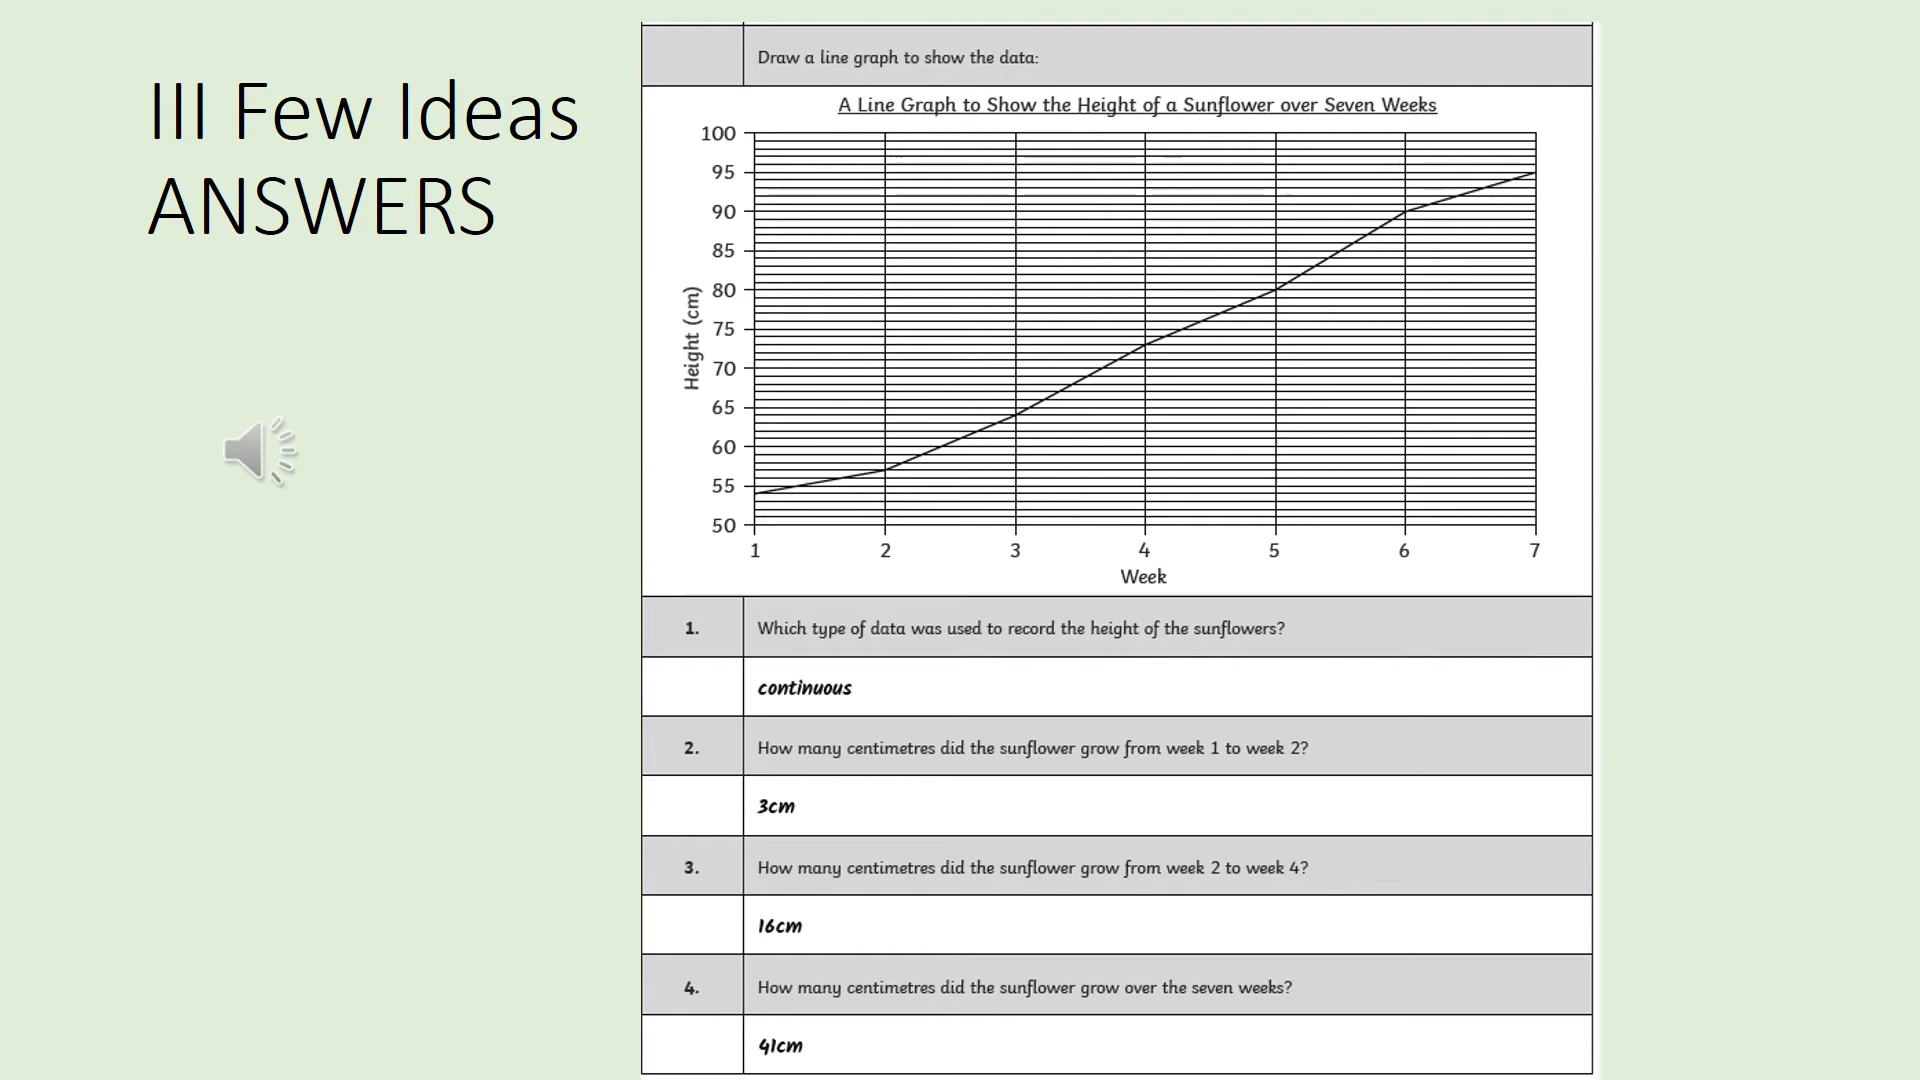 III Few Ideas
ANSWERS
Draw a line graph to show the data:
A Line Graph to Show the Height of a Sunflower over Seven Weeks
100
95
90
85
80
75
70
65
60
55
50
Height (cm)
1 2 3 4 5 6 7
Week
1. Which type of data was used to record the height of the sunflowers?
continuous
2. How many centimetres did the sunflower grow from week 1 to week 2?
3cm
3. How many centimetres did the sunflower grow from week 2 to week 4?
16cm
4. How many centimetres did the sunflower grow over the seven weeks?
41cm